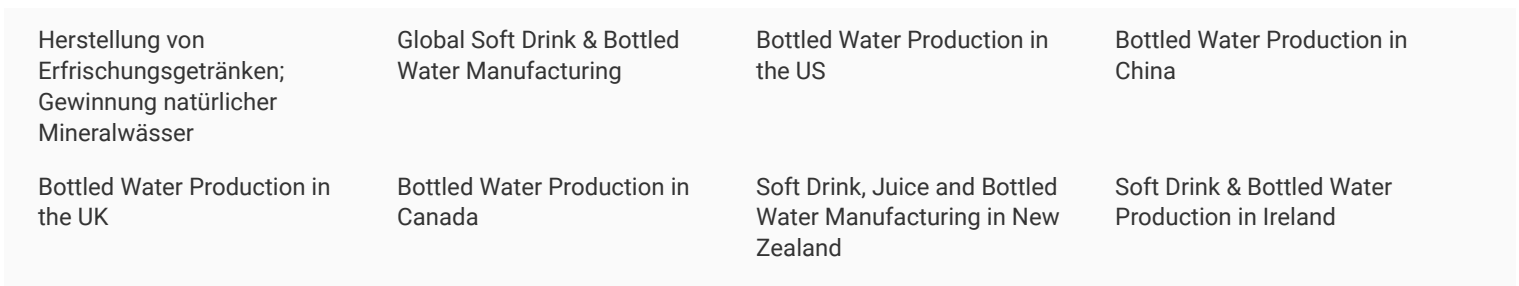 Herstellung von
Erfrischungsgetränken;
Gewinnung natürlicher
Mineralwässer
Global Soft Drink & Bottled
Water Manufacturing
Bottled Water Production in
the US
Bottled Water Production in
China
Bottled Water Production in
the UK
Bottled Water Production in
Canada
Soft Drink, Juice and Bottled
Water Manufacturing in New
Zealand
Soft Drink & Bottled Water
Production in Ireland